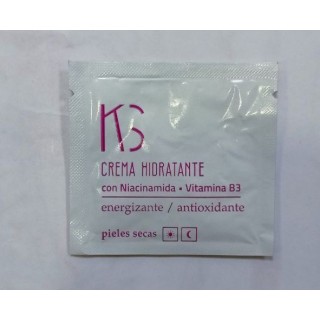 KS
CREMA HIDRATANTE
con Niacinamida • Vitamina B3
energizante / antioxidante
pieles secas